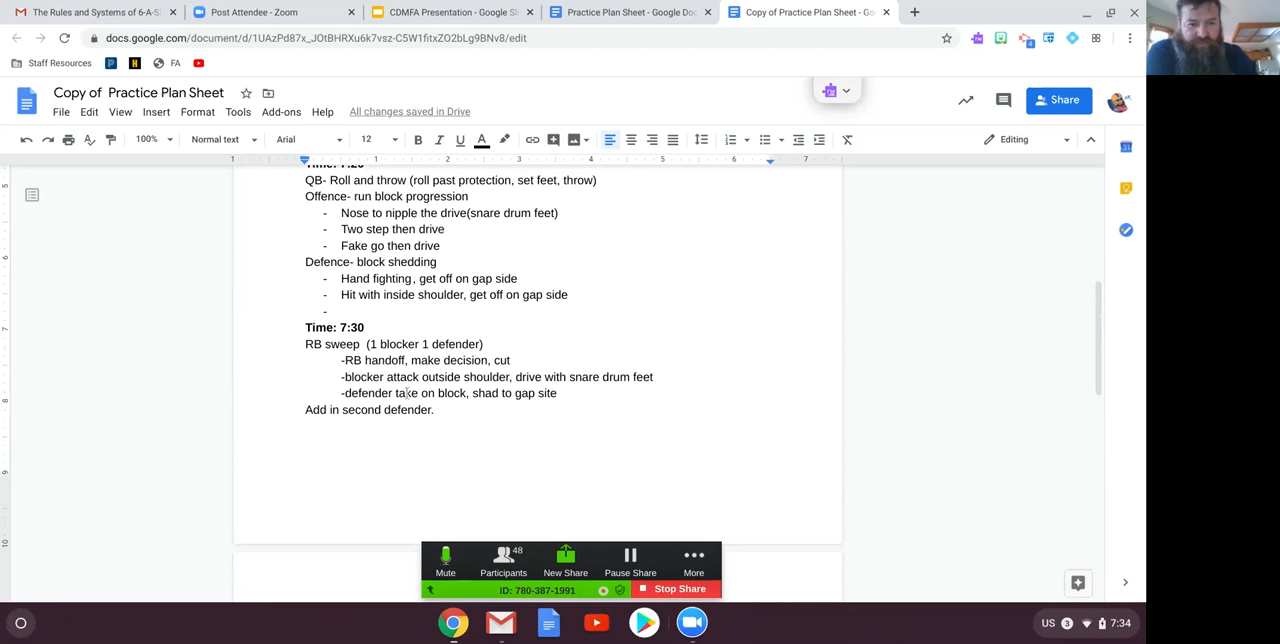 The Rules and Systems of 6-A-S
Post Attendee - Zoom
CDMFA Presentation - Google Sl
Practice Plan Sheet - Google Doc
Copy of Practice Plan Sheet - Go
docs.google.com/document/d/1UAzPd87x_JOtBHRXu6k7vsz-C5W1fitxZO2bLg9BNv8/edit
Staff Resources
FA
Copy of Practice Plan Sheet
File Edit View Insert Format Tools Add-ons Help All changes saved in Drive
Share
100% Normal text Arial 12 Editing
QB- Roll and throw (roll past protection, set feet, throw)
Offence- run block progression
- Nose to nipple the drive(snare drum feet)
- Two step then drive
- Fake go then drive
Defence- block shedding
- Hand fighting, get off on gap side
- Hit with inside shoulder, get off on gap side
-
Time: 7:30
RB sweep (1 blocker 1 defender)
-RB handoff, make decision, cut
-blocker attack outside shoulder, drive with snare drum feet
-defender take on block, shad to gap site
Add in second defender.
48
Mute Participants New Share Pause Share More
ID: 780-387-1991 Stop Share
US 3 7:34